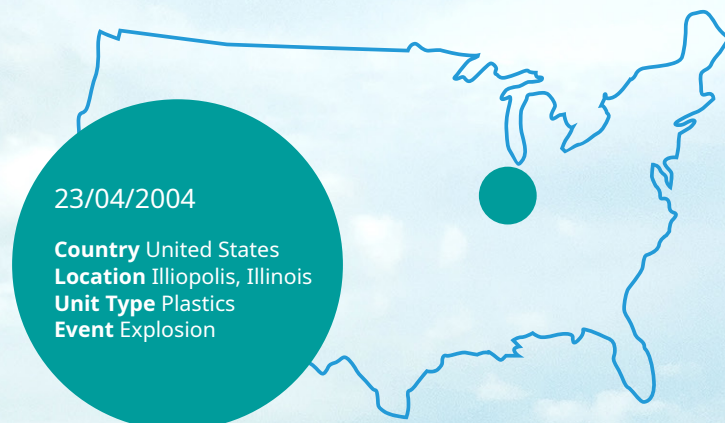 23/04/2004
Country United States
Location Illiopolis, Illinois
Unit Type Plastics
Event Explosion